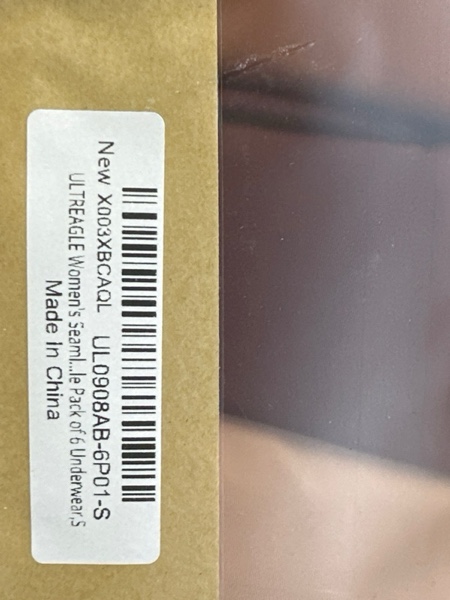 New X003XBCAQL UL0908AB-6P01-S
ULTREAGLE Women's Seaml...le Pack of 6 Underwear,S
Made in China